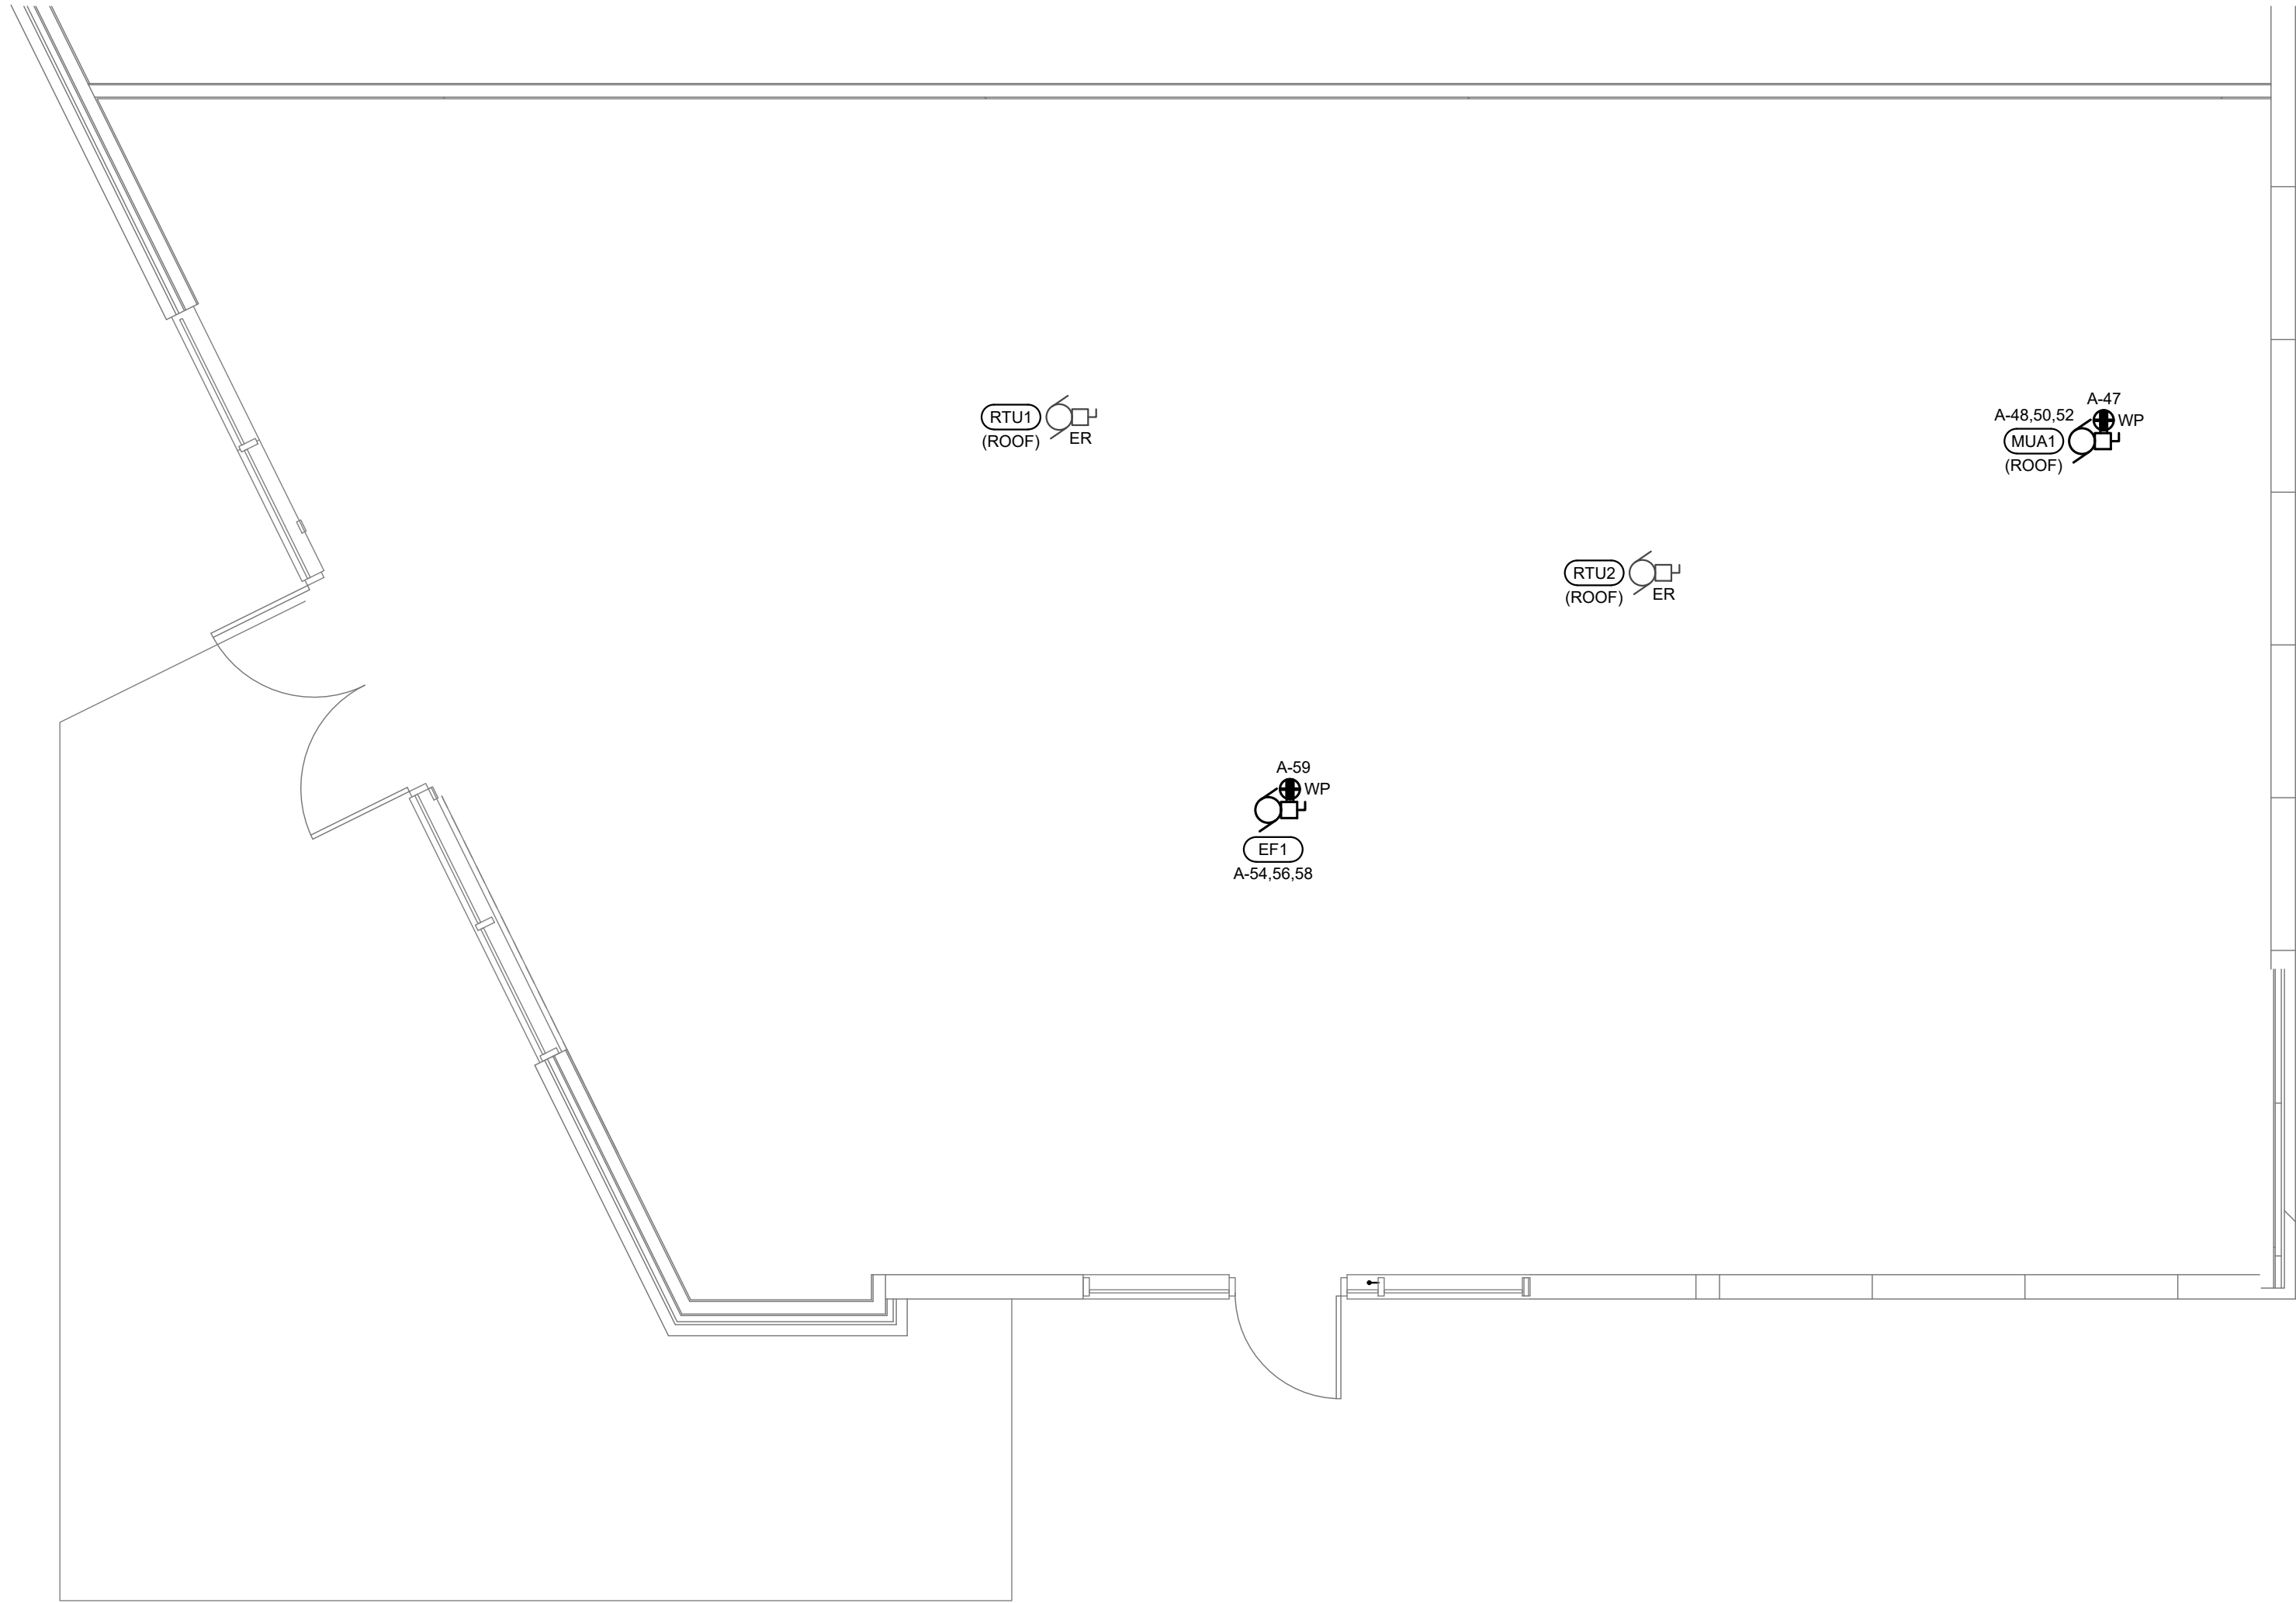 RTU1
(ROOF)
ER
A-47
A-48,50,52
WP
MUA1
(ROOF)
RTU2
(ROOF)
ER
A-59
WP
EF1
A-54,56,58